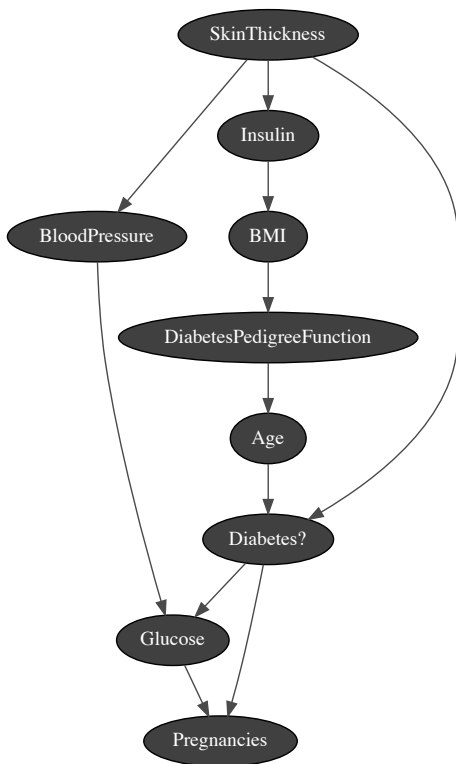 SkinThickness
Insulin
BloodPressure
BMI
DiabetesPedigreeFunction
Age
Diabetes?
Glucose
Pregnancies